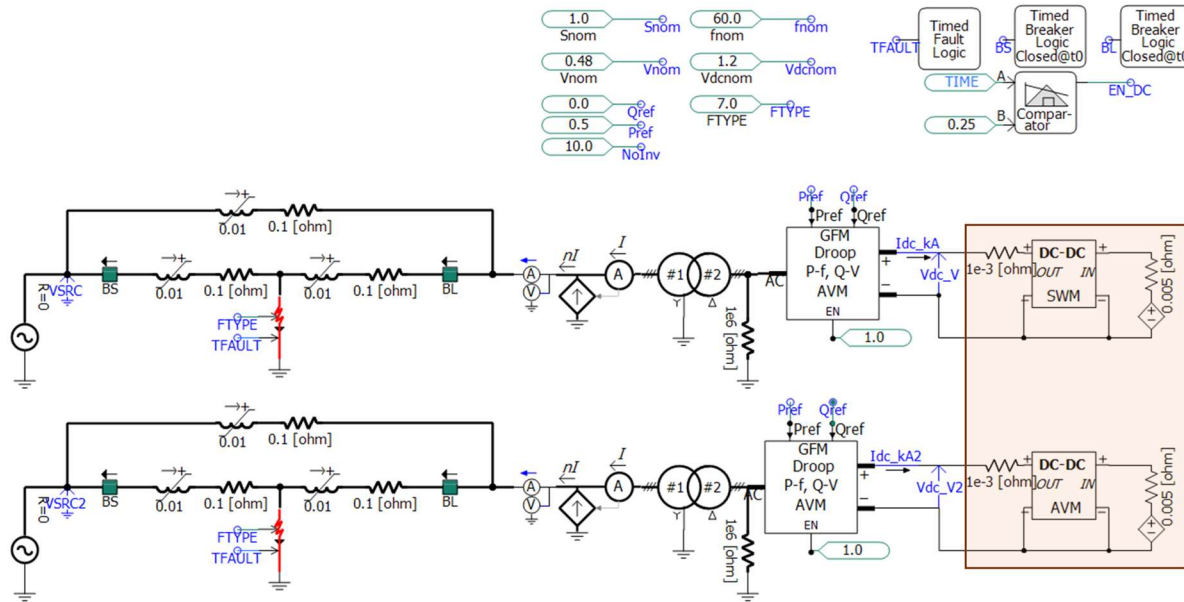 1.0
Snom
Snom
60.0
fnom
fnom
0.48
Vnom
Vnom
1.2
Vdcnom
Vdcnom
0.0
Qref
0.5
Pref
10.0
NoInv
7.0
FTYPE
FTYPE
TFAULT
Timed
Fault
Logic
BS
Timed
Breaker
Logic
Closed@t0
BL
Timed
Breaker
Logic
Closed@t0
TIME
A
0.25
B
Compar-
ator
EN_DC
0.01
0.1 [ohm]
R=0
VSRC
BS
0.01
0.1 [ohm]
0.01
0.1 [ohm]
BL
FTYPE
TFAULT
A
V
nI
I
A
#1
#2
Y
Δ
1e6 [ohm]
AC
Pref
Qref
Pref
Qref
GFM
Droop
P-f, Q-V
AVM
EN
+
−
1.0
Idc_kA
Vdc_V
1e-3 [ohm]
+
+
DC-DC
OUT
IN
SWM
−
−
0.005 [ohm]
+
−
0.01
0.1 [ohm]
R=0
VSRC2
BS
0.01
0.1 [ohm]
0.01
0.1 [ohm]
BL
FTYPE
TFAULT
A
V
nI
I
A
#1
#2
Y
Δ
1e6 [ohm]
AC
Pref
Qref
Pref
Qref
GFM
Droop
P-f, Q-V
AVM
EN
+
−
1.0
Idc_kA2
Vdc_V2
1e-3 [ohm]
+
+
DC-DC
OUT
IN
AVM
−
−
0.005 [ohm]
+
−